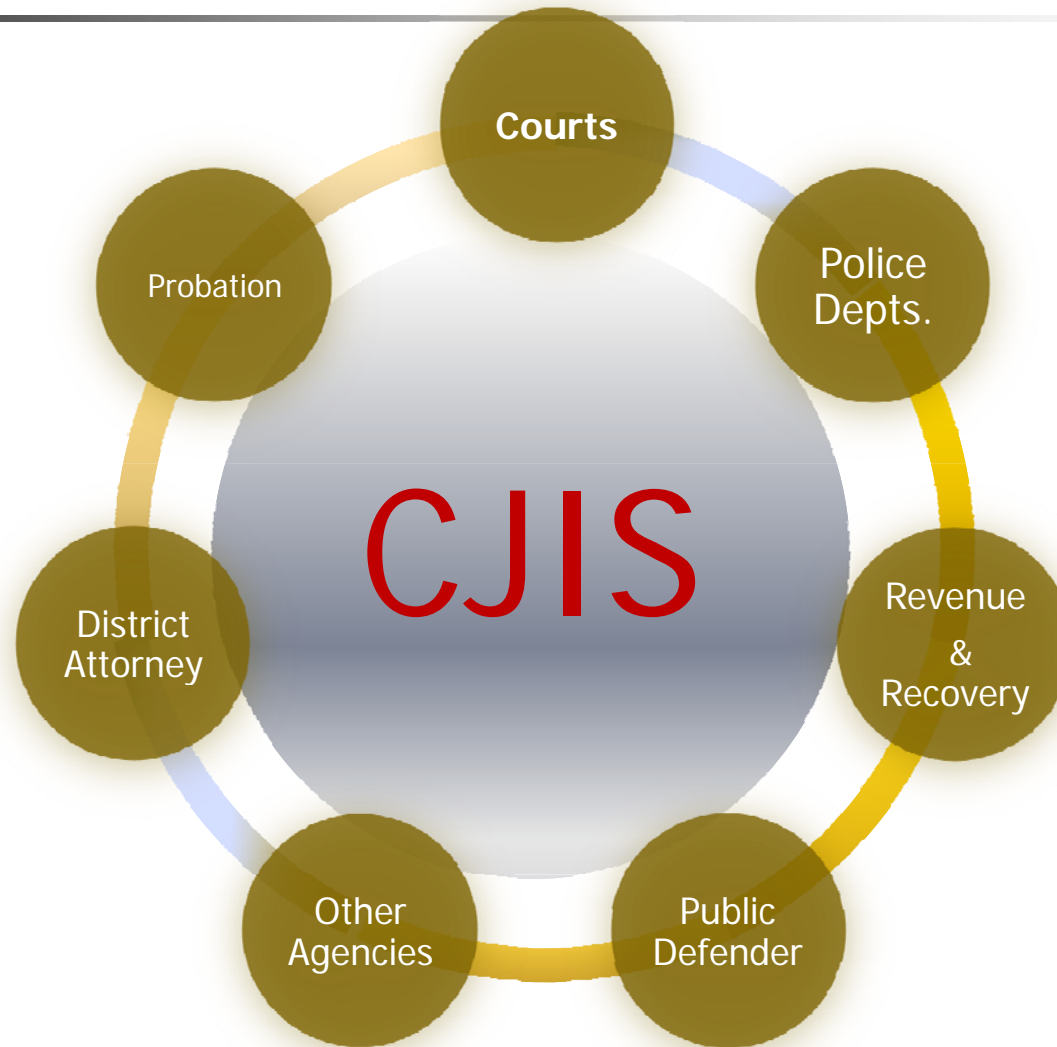 Courts
Police
Depts.
Probation
CJIS
Revenue
&
Recovery
District
Attorney
Other
Agencies
Public
Defender